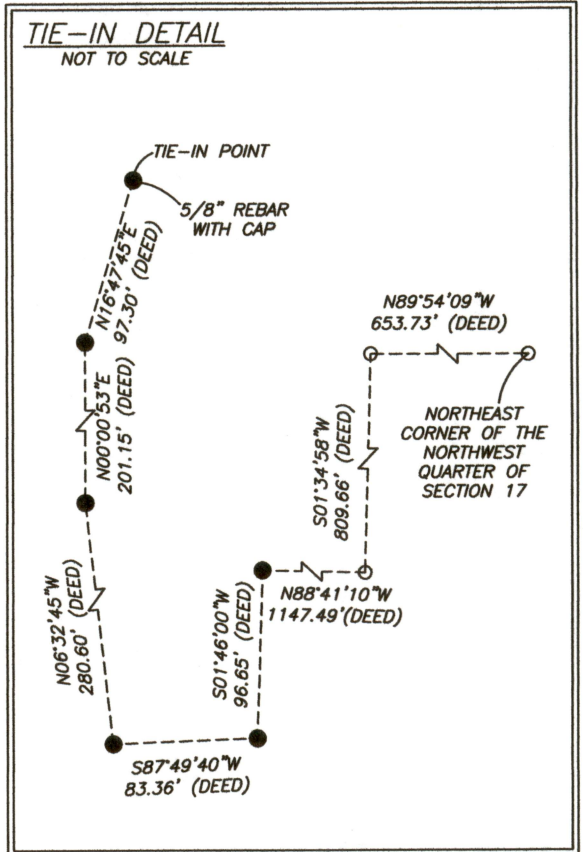 TIE-IN DETAIL
NOT TO SCALE
TIE-IN POINT
5/8" REBAR
WITH CAP
N16°47'45"E
97.30' (DEED)
N00°00'53"E
201.15' (DEED)
N06°32'45"W
280.60' (DEED)
S87°49'40"W
83.36' (DEED)
S01°46'00"W
96.65' (DEED)
N88°41'10"W
1147.49'(DEED)
S01°34'58"W
809.66' (DEED)
N89°54'09"W
653.73' (DEED)
NORTHEAST
CORNER OF THE
NORTHWEST
QUARTER OF
SECTION 17